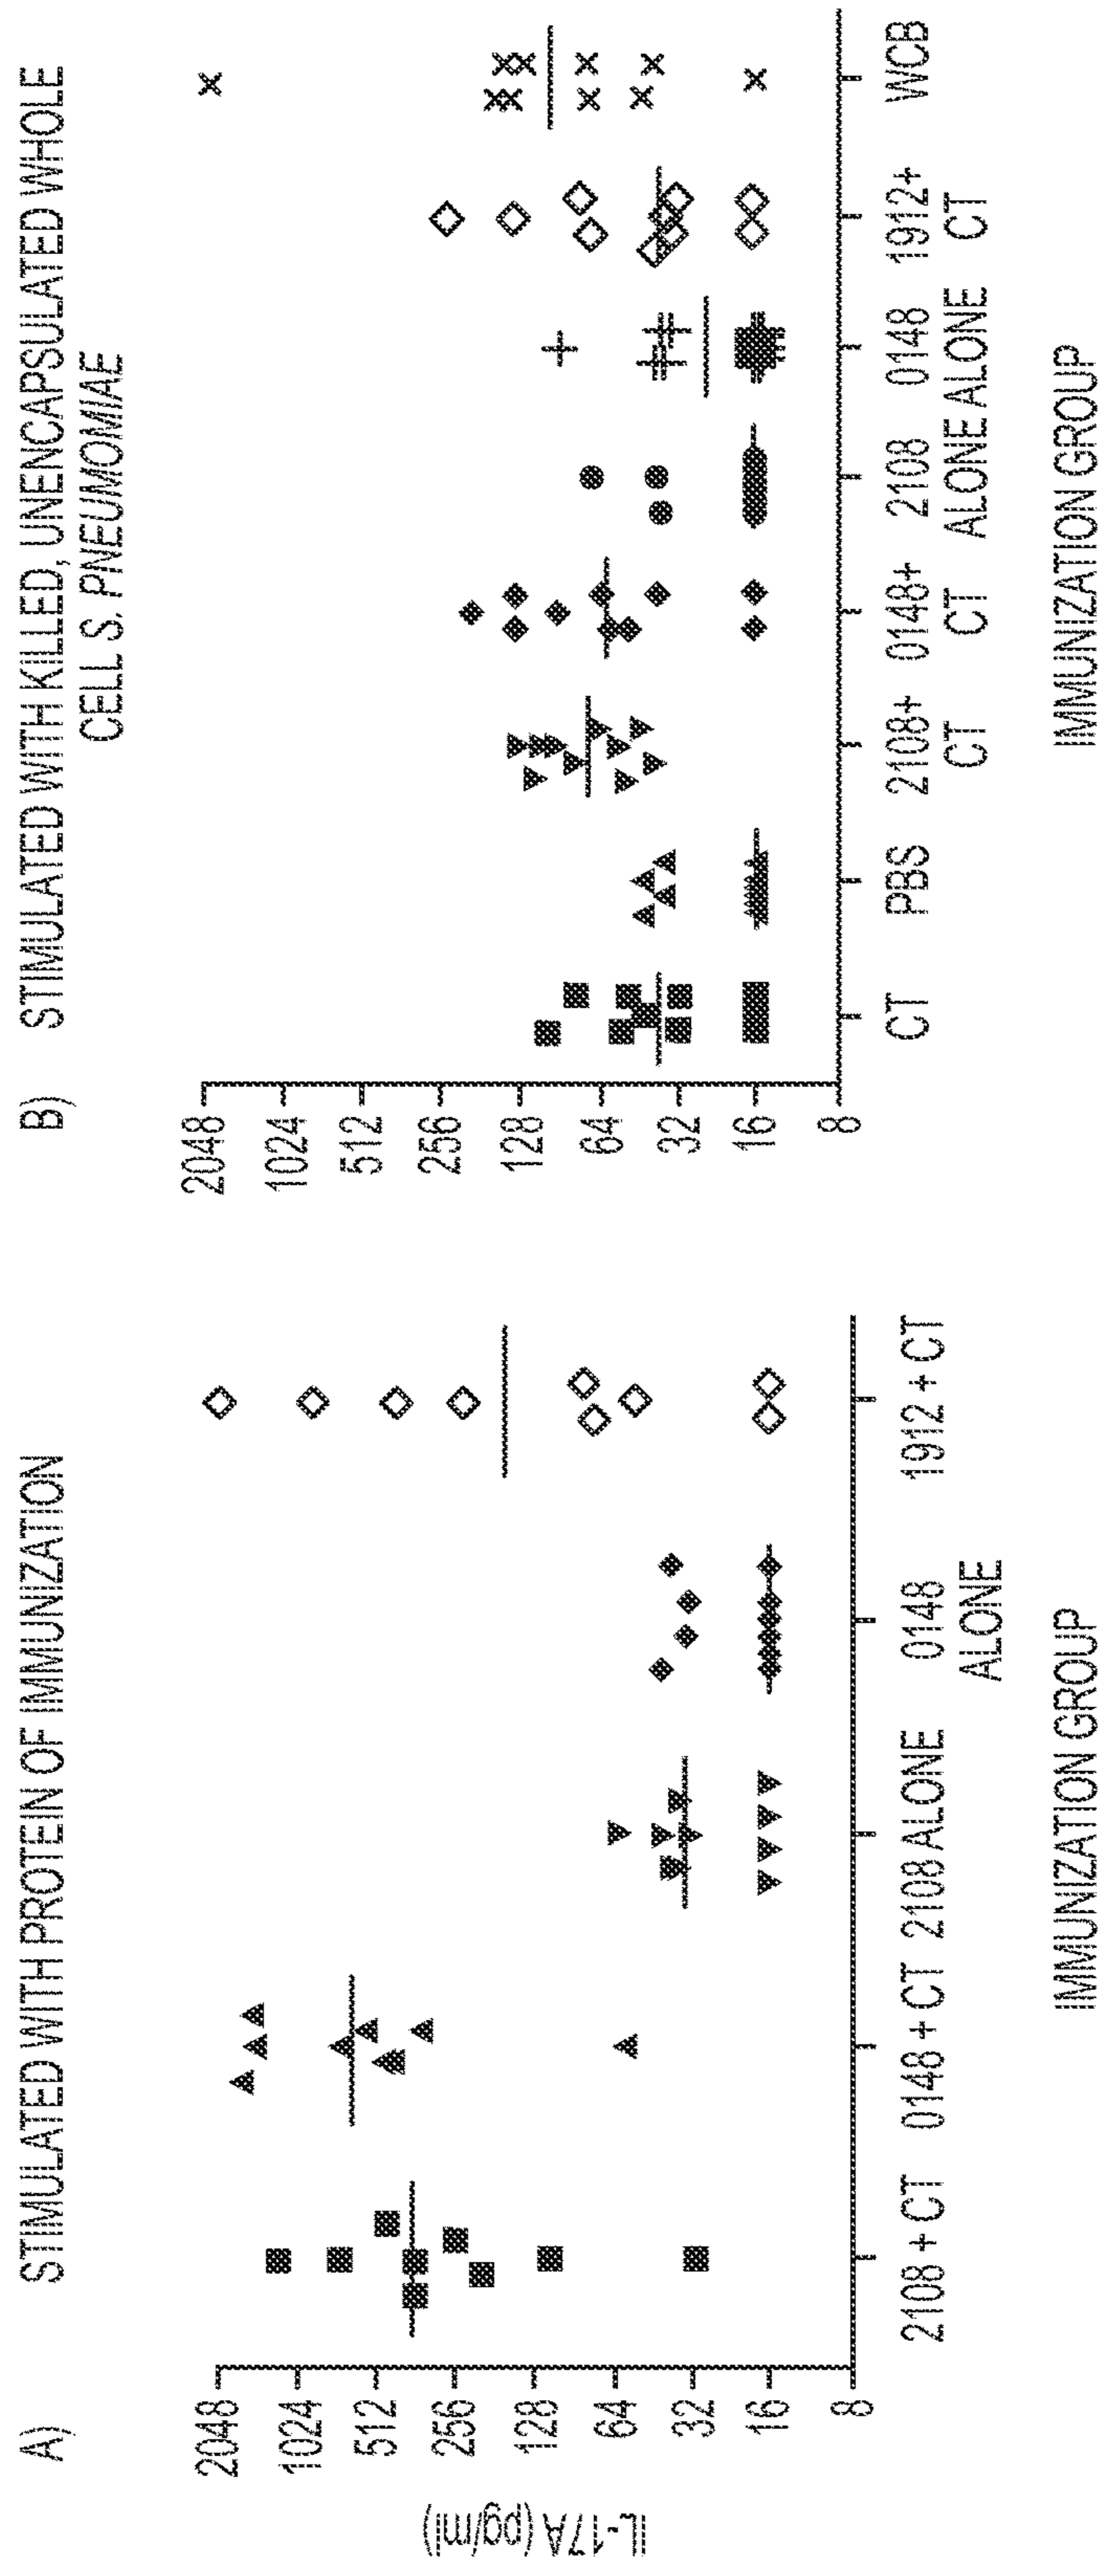 A) STIMULATED WITH PROTEIN OF IMMUNIZATION
IL-17A (pg/ml)
2048
1024
512
256
128
64
32
16
8
2108 + CT 0148 + CT 2108 ALONE 0148 1912 + CT
ALONE
IMMUNIZATION GROUP
B) STIMULATED WITH KILLED, UNENCAPSULATED WHOLE
CELL S. PNEUMOMIAE
2048
1024
512
256
128
64
32
16
8
CT PBS 2108+ 0148+ 2108 0148 1912+ WCB
CT CT ALONE ALONE CT
IMMUNIZATION GROUP